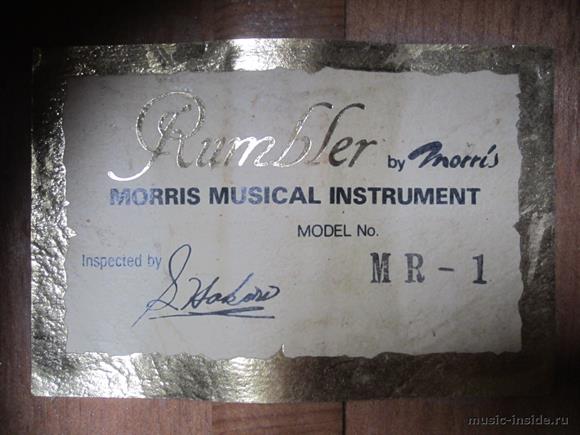 Rumbler by Morris
MORRIS MUSICAL INSTRUMENT
MODEL No.
Inspected by
MR-1
music-inside.ru